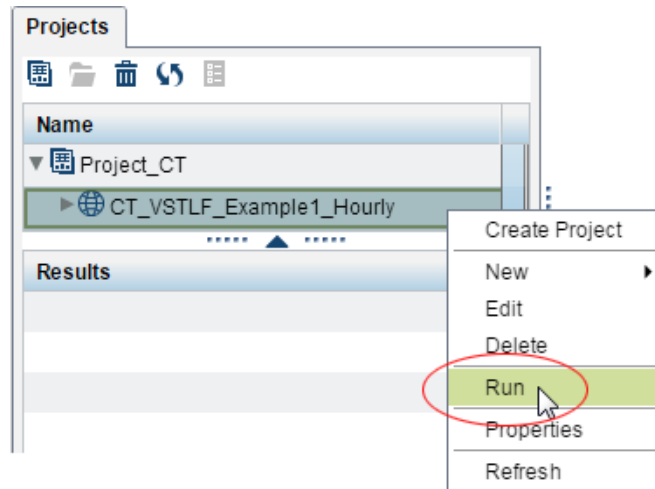 Projects
Name
Project_CT
CT_VSTLF_Example1_Hourly
Results
Create Project
New
Edit
Delete
Run
Properties
Refresh